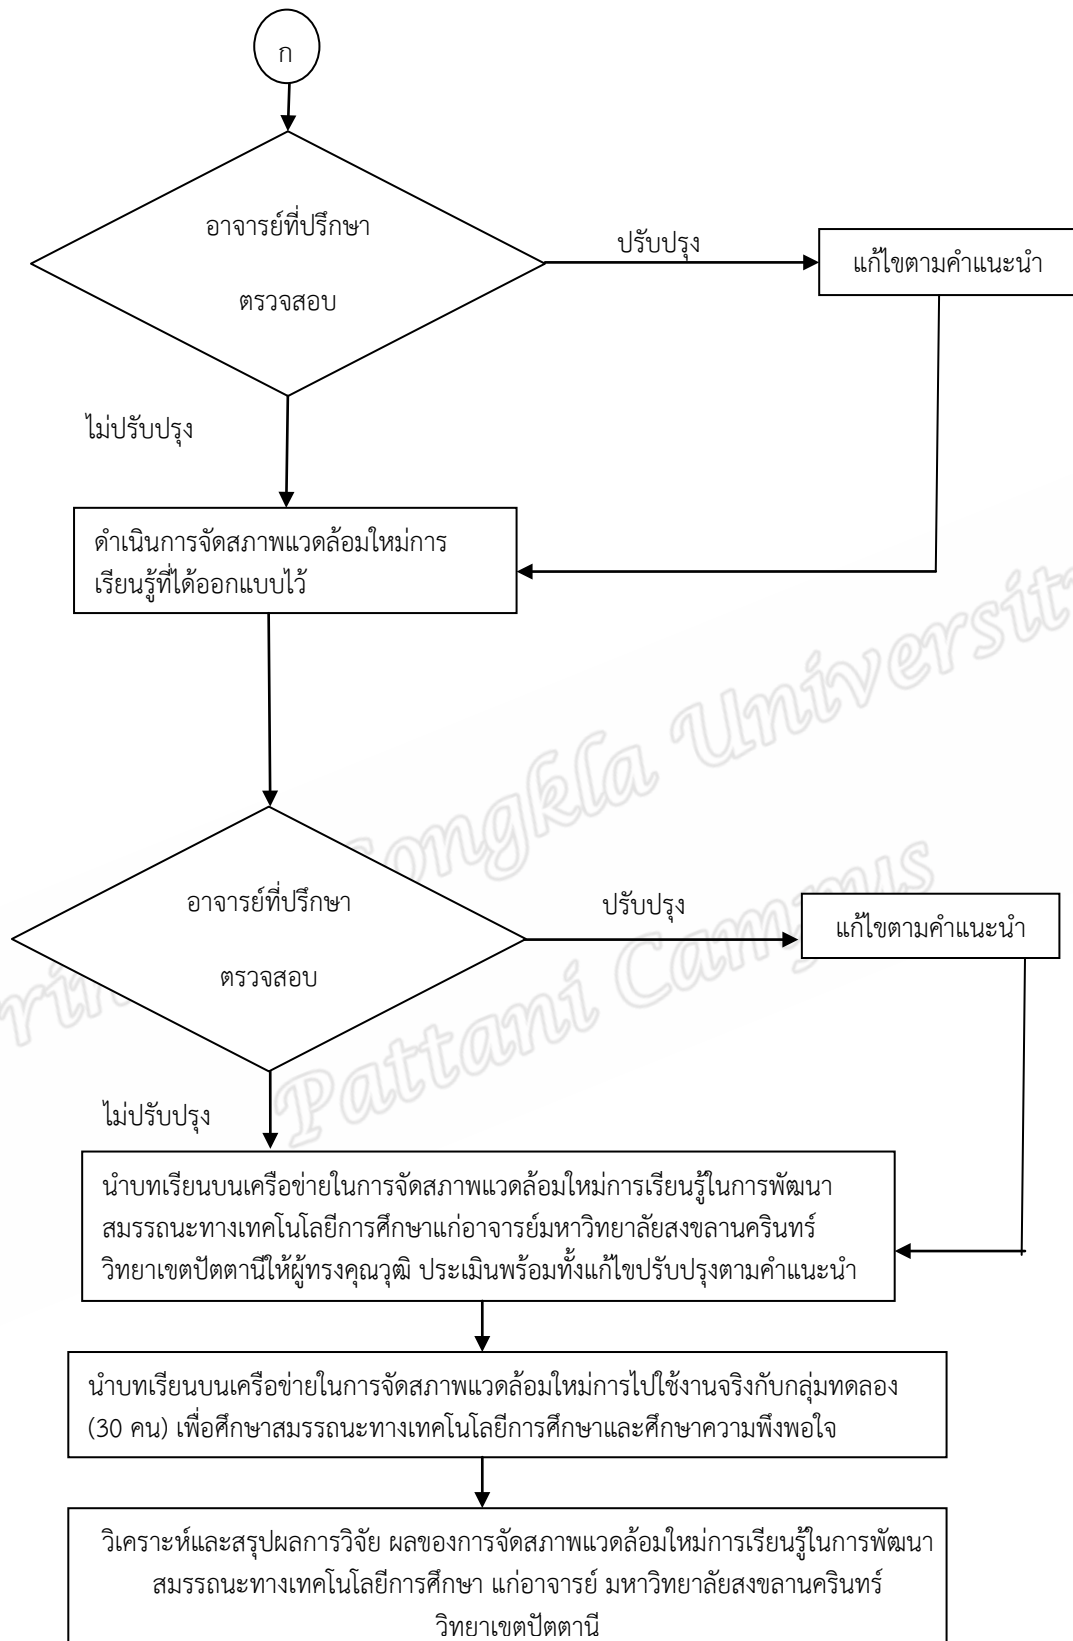 ก
อาจารย์ที่ปรึกษา
ตรวจสอบ
ปรับปรุง
แก้ไขตามคำแนะนำ
ไม่ปรับปรุง
ดำเนินการจัดสภาพแวดล้อมใหม่การ
เรียนรู้ที่ได้ออกแบบไว้
อาจารย์ที่ปรึกษา
ตรวจสอบ
ปรับปรุง
แก้ไขตามคำแนะนำ
ไม่ปรับปรุง
นำบทเรียนบนเครือข่ายในการจัดสภาพแวดล้อมใหม่การเรียนรู้ในการพัฒนา
สมรรถนะทางเทคโนโลยีการศึกษาแก่อาจารย์มหาวิทยาลัยสงขลานครินทร์
วิทยาเขตปัตตานีให้ผู้ทรงคุณวุฒิ ประเมินพร้อมทั้งแก้ไขปรับปรุงตามคำแนะนำ
นำบทเรียนบนเครือข่ายในการจัดสภาพแวดล้อมใหม่การไปใช้งานจริงกับกลุ่มทดลอง
(30 คน) เพื่อศึกษาสมรรถนะทางเทคโนโลยีการศึกษาและศึกษาความพึงพอใจ
วิเคราะห์และสรุปผลการวิจัย ผลของการจัดสภาพแวดล้อมใหม่การเรียนรู้ในการพัฒนา
สมรรถนะทางเทคโนโลยีการศึกษา แก่อาจารย์ มหาวิทยาลัยสงขลานครินทร์
วิทยาเขตปัตตานี
Songkla Universit
Pattani Campus